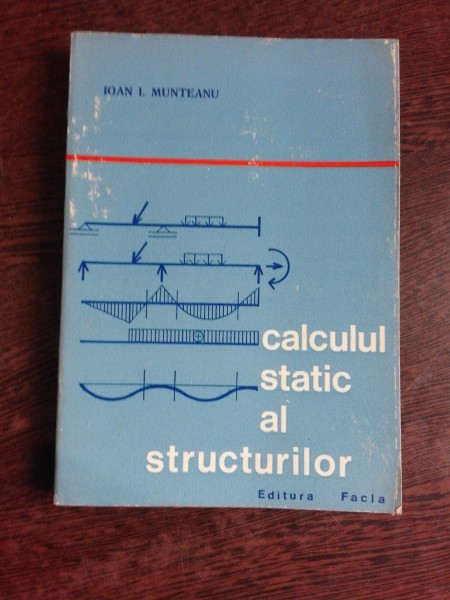 IOAN I. MUNTEANU
calculul
static
al
structurilor
Editura Facla